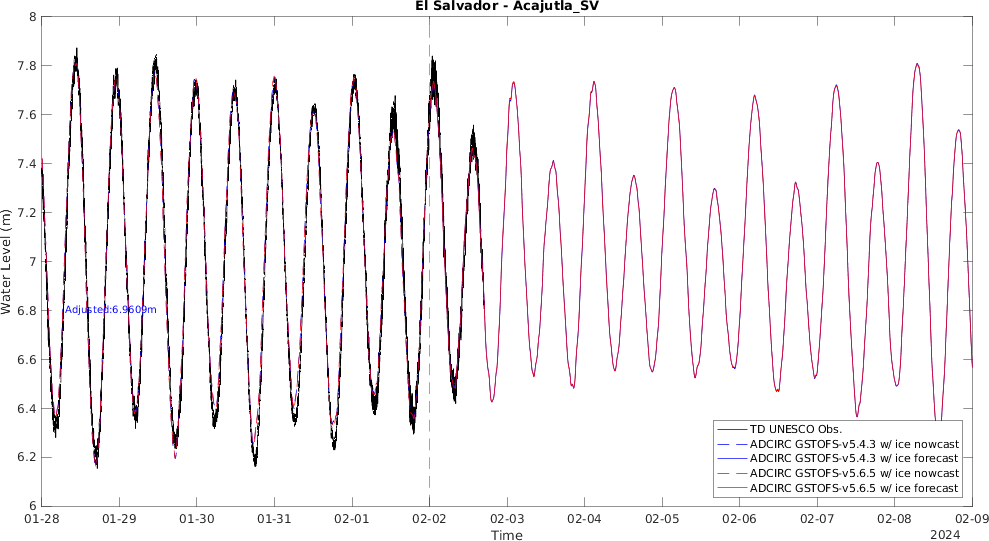 El Salvador - Acajutla_SV
8
7.8
7.6
7.4
7.2
7
6.8
6.6
6.4
6.2
6
Water Level (m)
Adjusted:6.9609m
TD UNESCO Obs.
ADCIRC GSTOFS-v5.4.3 w/ ice nowcast
ADCIRC GSTOFS-v5.4.3 w/ ice forecast
ADCIRC GSTOFS-v5.6.5 w/ ice nowcast
ADCIRC GSTOFS-v5.6.5 w/ ice forecast
01-28 01-29 01-30 01-31 02-01 02-02 02-03 02-04 02-05 02-06 02-07 02-08 02-09
Time
2024